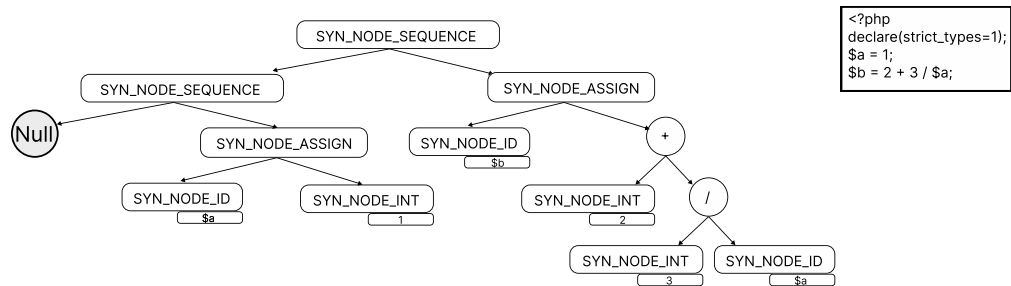 SYN_NODE_SEQUENCE
<?php
declare(strict_types=1);
$a = 1;
$b = 2 + 3 / $a;
SYN_NODE_SEQUENCE
SYN_NODE_ASSIGN
Null
SYN_NODE_ASSIGN
SYN_NODE_ID
$b
+
SYN_NODE_ID
$a
SYN_NODE_INT
1
SYN_NODE_INT
2
/
SYN_NODE_INT
3
SYN_NODE_ID
$a